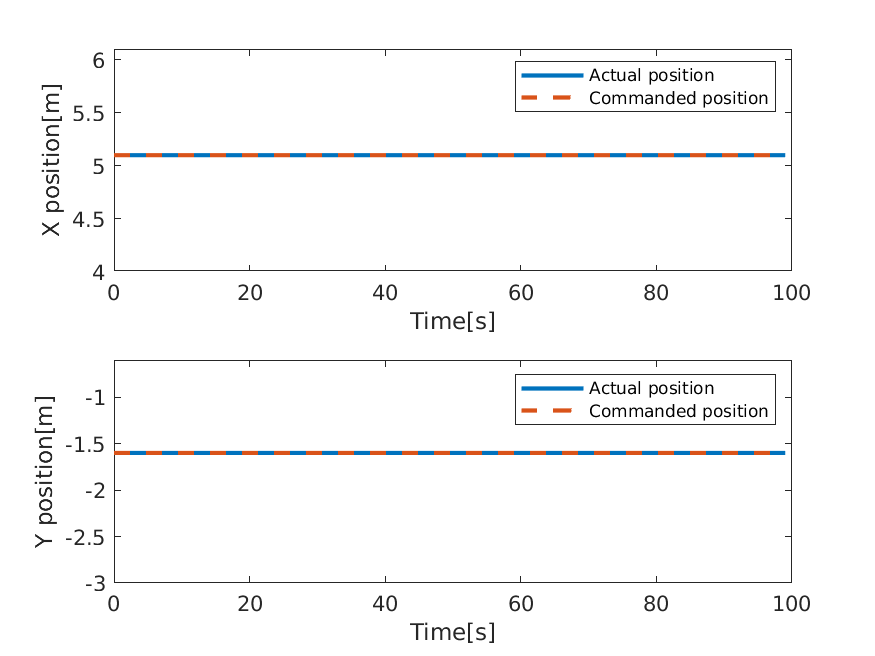 6
5.5
5
4.5
4
X position[m]
Actual position
Commanded position
0 20 40 60 80 100
Time[s]
-1
-1.5
-2
-2.5
-3
Y position[m]
Actual position
Commanded position
0 20 40 60 80 100
Time[s]